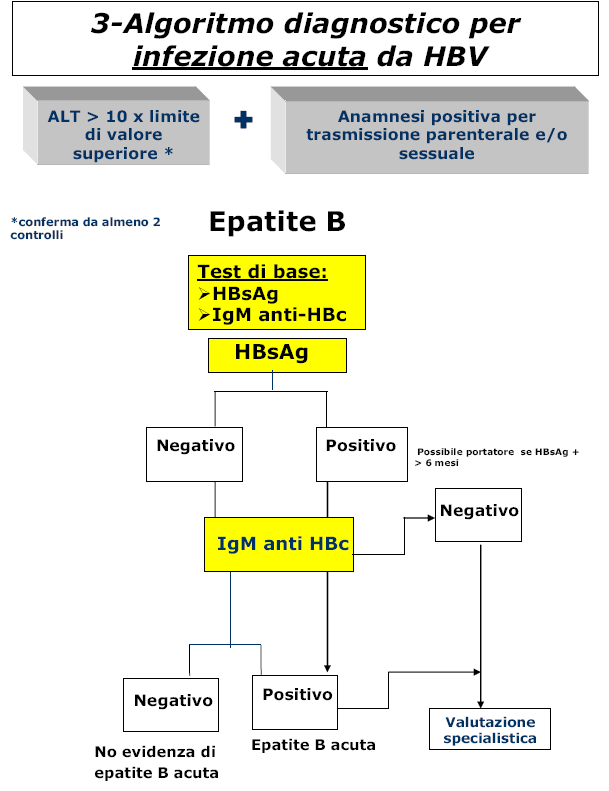 3-Algoritmo diagnostico per
infezione acuta da HBV
ALT > 10 x limite
di valore
superiore *
+
Anamnesi positiva per
trasmissione parenterale e/o
sessuale
*conferma da almeno 2
controlli
Epatite B
Test di base:
➢HBsAg
➢IgM anti-HBc
HBsAg
Negativo
Positivo
Possibile portatore se HBsAg +
> 6 mesi
Negativo
IgM anti HBc
Negativo
Positivo
Valutazione
specialistica
No evidenza di
epatite B acuta
Epatite B acuta